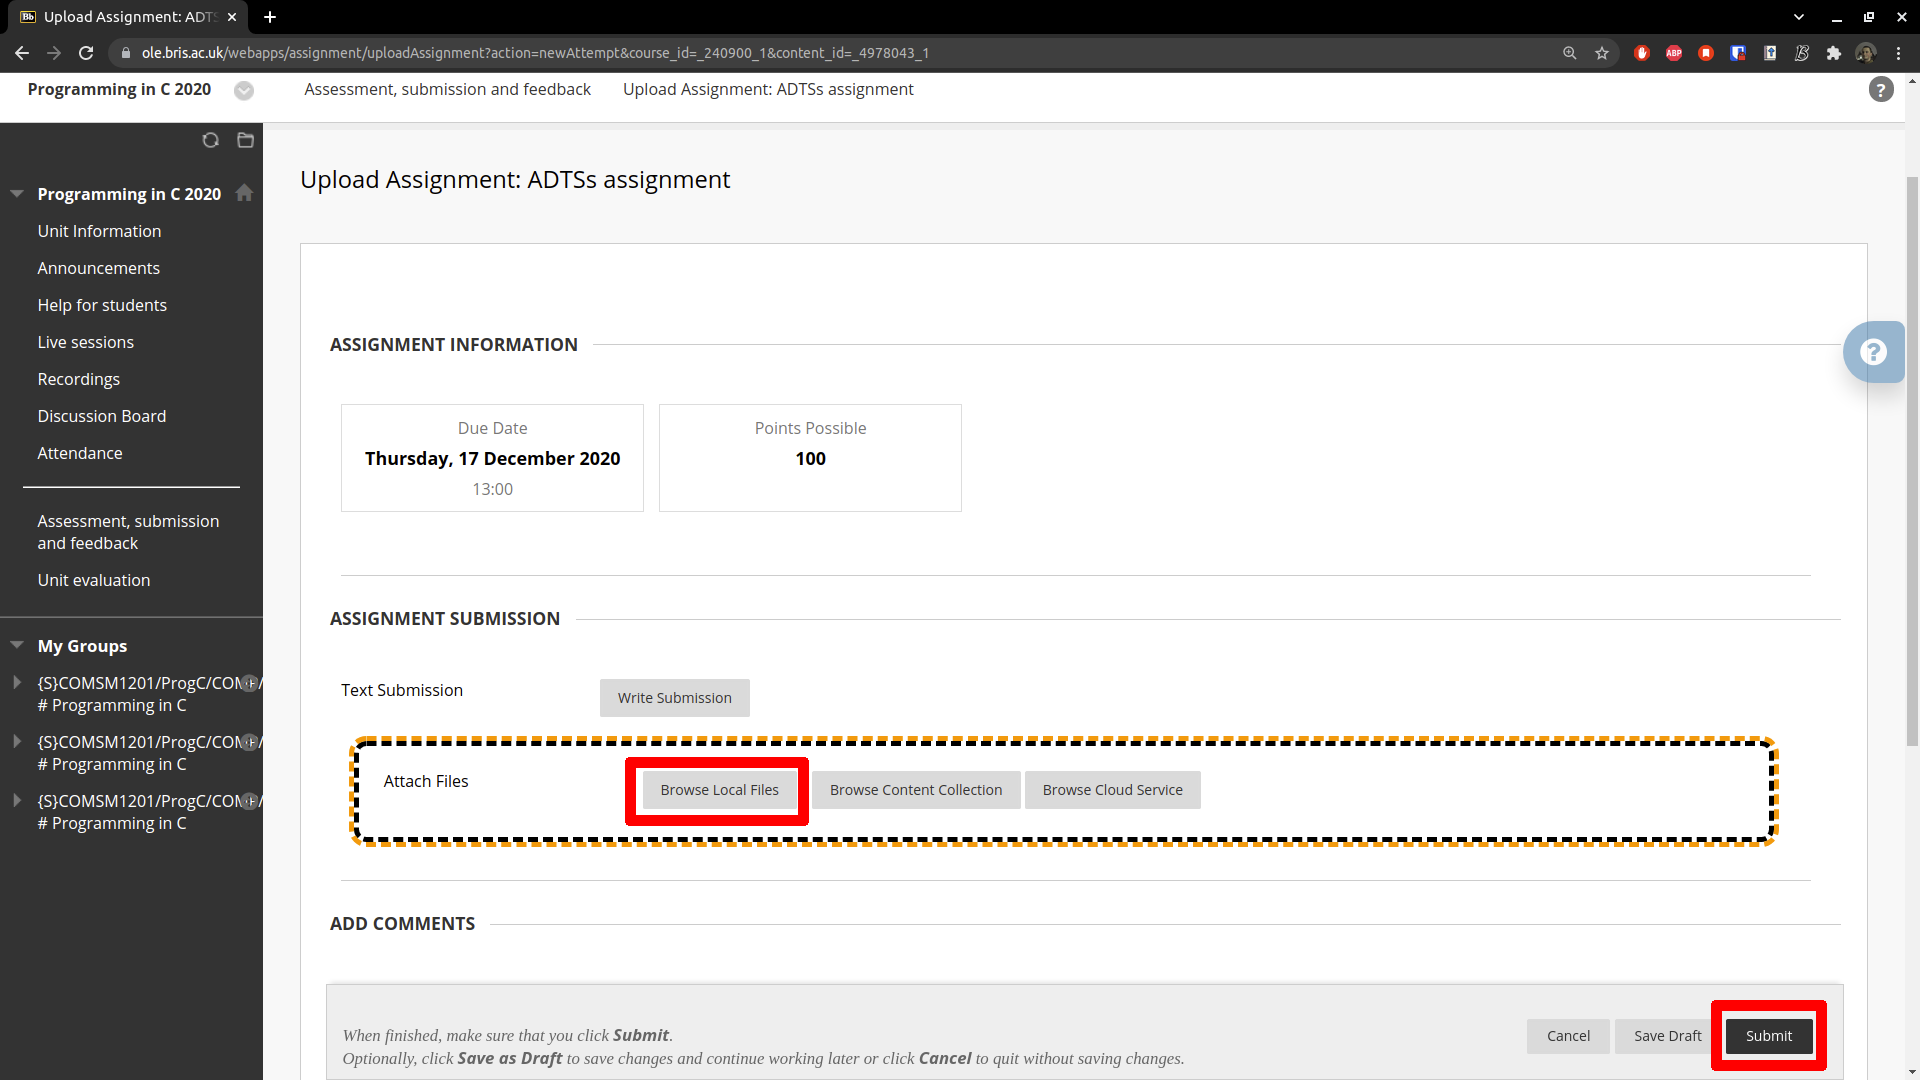 Upload Assignment: ADTS
ole.bris.ac.uk/webapps/assignment/uploadAssignment?action=newAttempt&course_id=_240900_1&content_id=_4978043_1
Programming in C 2020
Assessment, submission and feedback
Upload Assignment: ADTSs assignment
Programming in C 2020
Unit Information
Announcements
Help for students
Live sessions
Recordings
Discussion Board
Attendance
Assessment, submission
and feedback
Unit evaluation
My Groups
{S}COMSM1201/ProgC/COM
# Programming in C
{S}COMSM1201/ProgC/COM
# Programming in C
{S}COMSM1201/ProgC/COM
# Programming in C
Upload Assignment: ADTSs assignment
ASSIGNMENT INFORMATION
Due Date
Thursday, 17 December 2020
13:00
Points Possible
100
ASSIGNMENT SUBMISSION
Text Submission
Write Submission
Attach Files
Browse Local Files
Browse Content Collection
Browse Cloud Service
ADD COMMENTS
When finished, make sure that you click Submit.
Optionally, click Save as Draft to save changes and continue working later or click Cancel to quit without saving changes.
Cancel
Save Draft
Submit